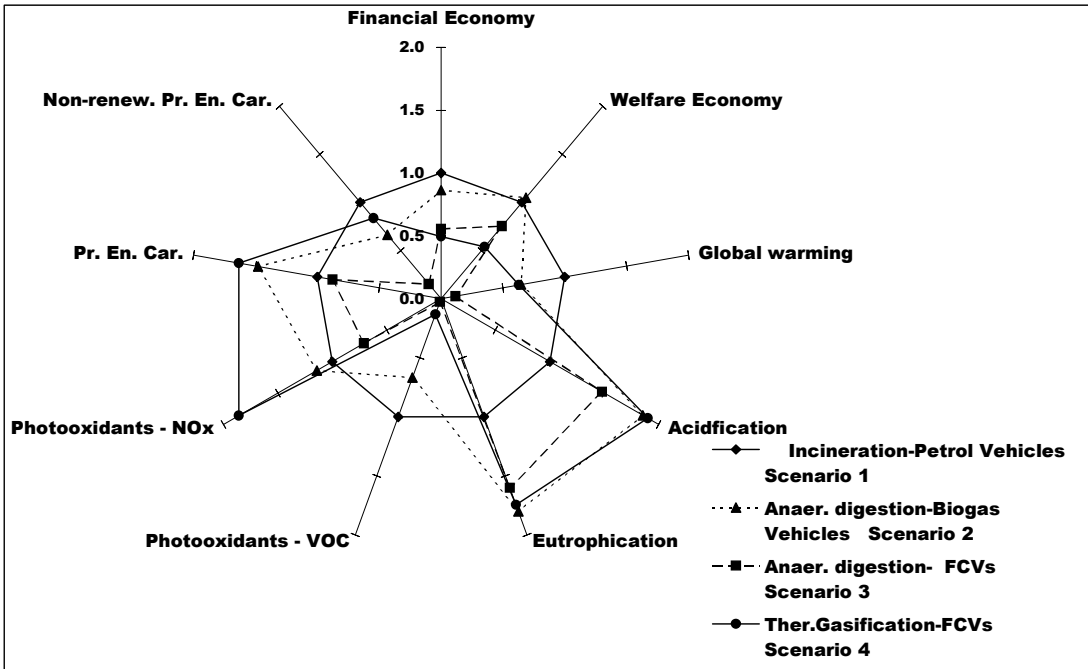 Financial Economy
2.0
Non-renew. Pr. En. Car.
Welfare Economy
1.5
1.0
Pr. En. Car.
Global warming
0.5
0.0
Photooxidants - NOx
Acidfication
Incineration-Petrol Vehicles
Scenario 1
Anaer. digestion-Biogas
Vehicles Scenario 2
Photooxidants - VOC
Eutrophication
Anaer. digestion- FCVs
Scenario 3
Ther.Gasification-FCVs
Scenario 4